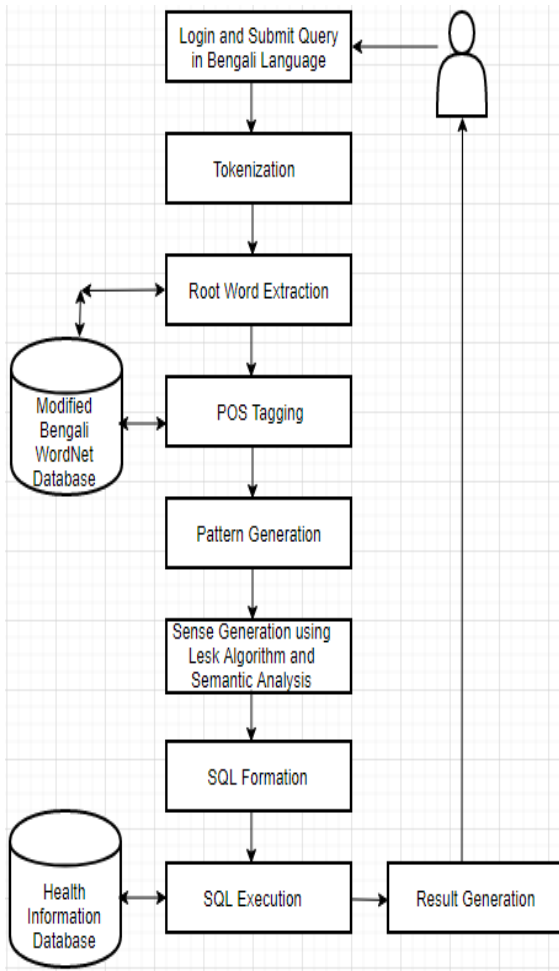 Login and Submit Query
in Bengali Language
Tokenization
Root Word Extraction
Modified
Bengali
WordNet
Database
POS Tagging
Pattern Generation
Sense Generation using
Lesk Algorithm and
Semantic Analysis
SQL Formation
Health
Information
Database
SQL Execution
Result Generation